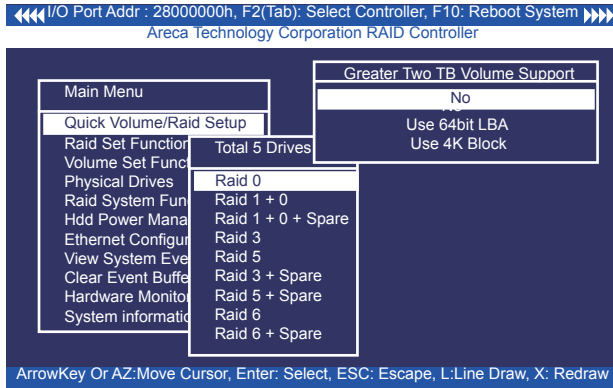 I/O Port Addr : 28000000h, F2(Tab): Select Controller, F10: Reboot System
Areca Technology Corporation RAID Controller
Main Menu
Quick Volume/Raid Setup
Raid Set Function
Volume Set Funct
Physical Drives
Raid System Fun
Hdd Power Mana
Ethernet Configur
View System Eve
Clear Event Buffe
Hardware Monitor
System informatio
Total 5 Drives
Raid 0
Raid 1 + 0
Raid 1 + 0 + Spare
Raid 3
Raid 5
Raid 3 + Spare
Raid 5 + Spare
Raid 6
Raid 6 + Spare
Greater Two TB Volume Support
No
Use 64bit LBA
Use 4K Block
ArrowKey Or AZ:Move Cursor, Enter: Select, ESC: Escape, L:Line Draw, X: Redraw